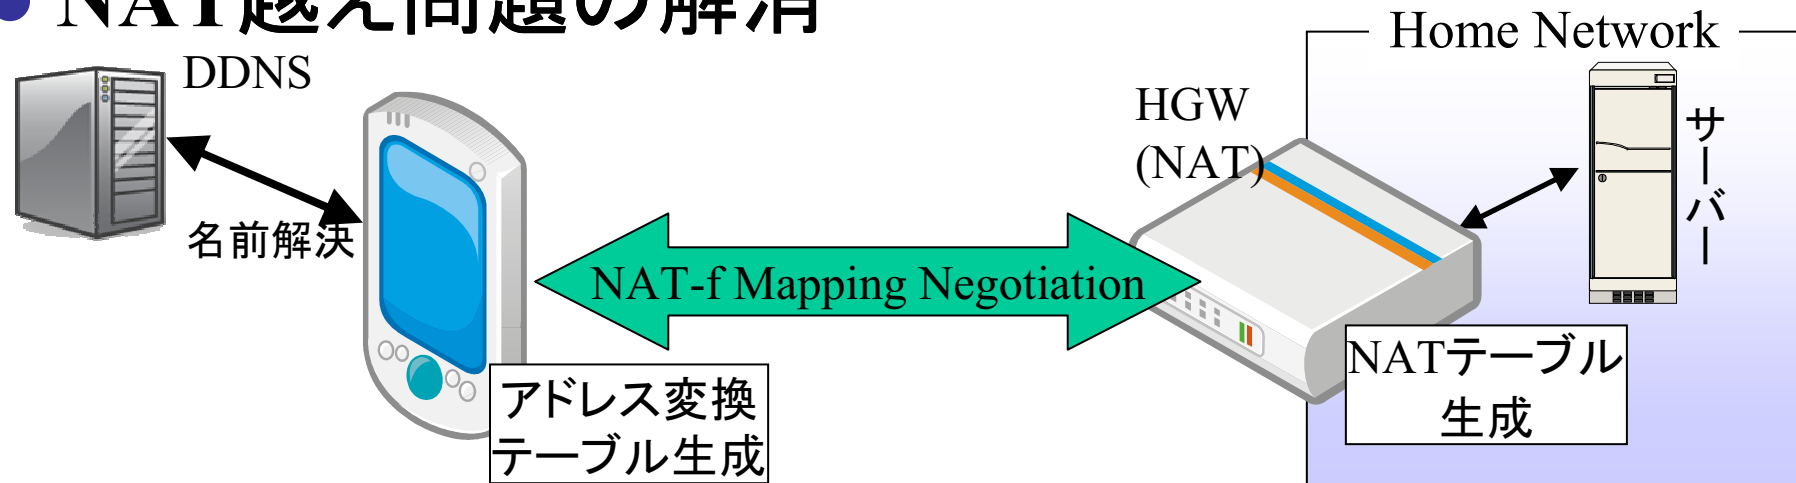 NAT越え問題の解消
DDNS
名前解決
NAT-f Mapping Negotiation
アドレス変換
テーブル生成
HGW
(NAT)
Home Network
サーバー
NATテーブル
生成